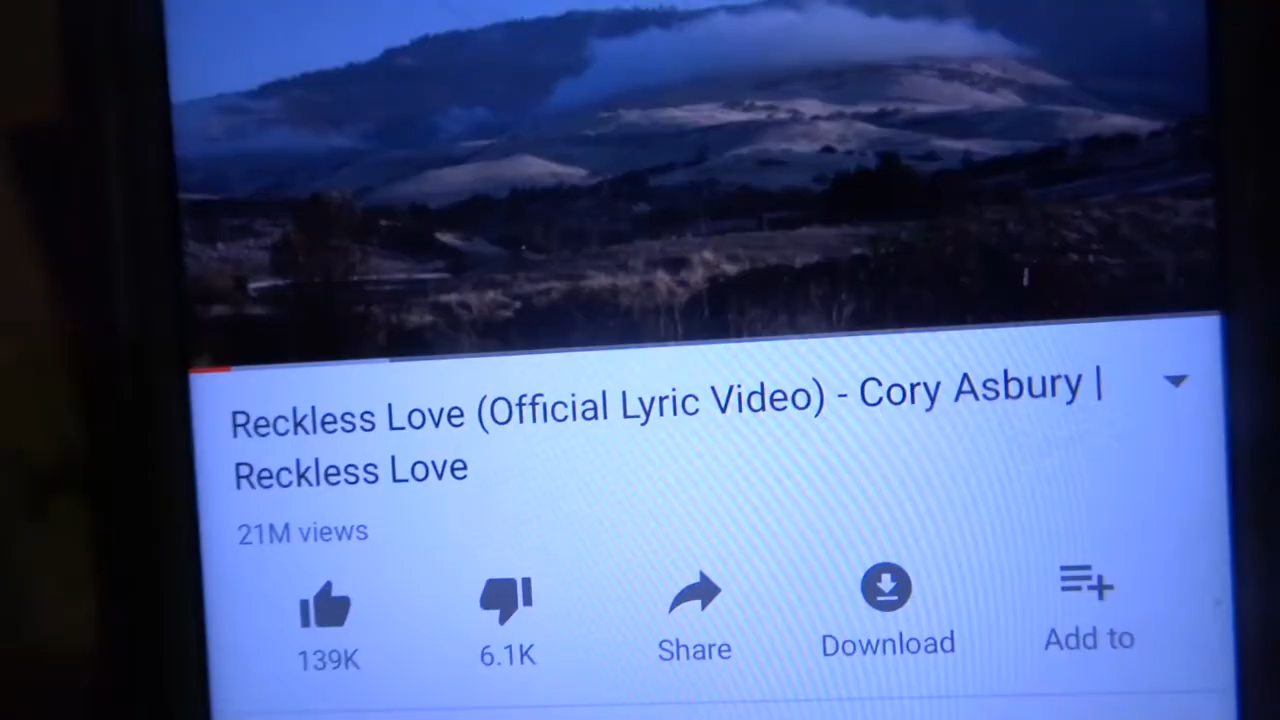 Reckless Love (Official Lyric Video) - Cory Asbury |
Reckless Love
21M views
139K
6.1K
Share
Download
Add to